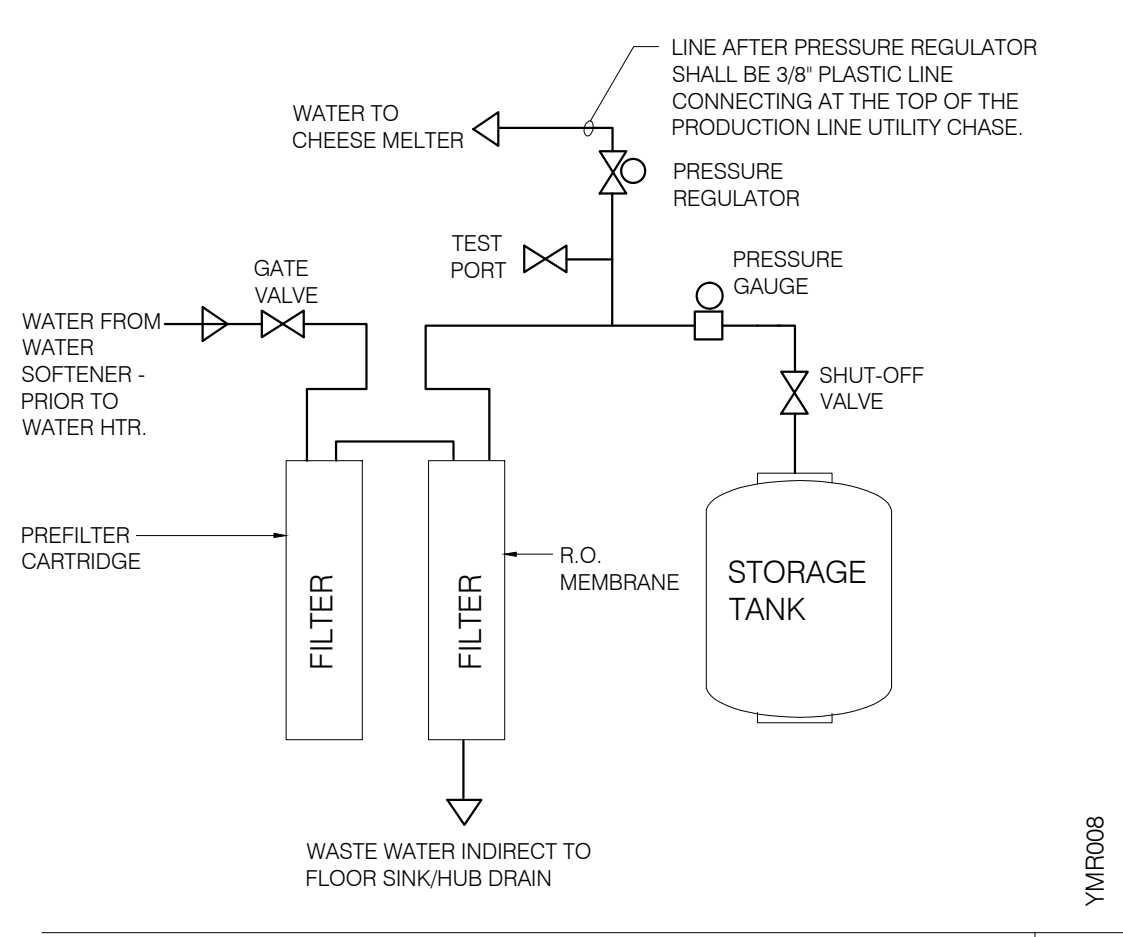 LINE AFTER PRESSURE REGULATOR
SHALL BE 3/8" PLASTIC LINE
CONNECTING AT THE TOP OF THE
PRODUCTION LINE UTILITY CHASE.
WATER TO
CHEESE MELTER
PRESSURE
REGULATOR
TEST
PORT
PRESSURE
GAUGE
GATE
VALVE
WATER FROM
WATER
SOFTENER -
PRIOR TO
WATER HTR.
SHUT-OFF
VALVE
PREFILTER
CARTRIDGE
FILTER
FILTER
R.O.
MEMBRANE
STORAGE
TANK
WASTE WATER INDIRECT TO
FLOOR SINK/HUB DRAIN
YMR008